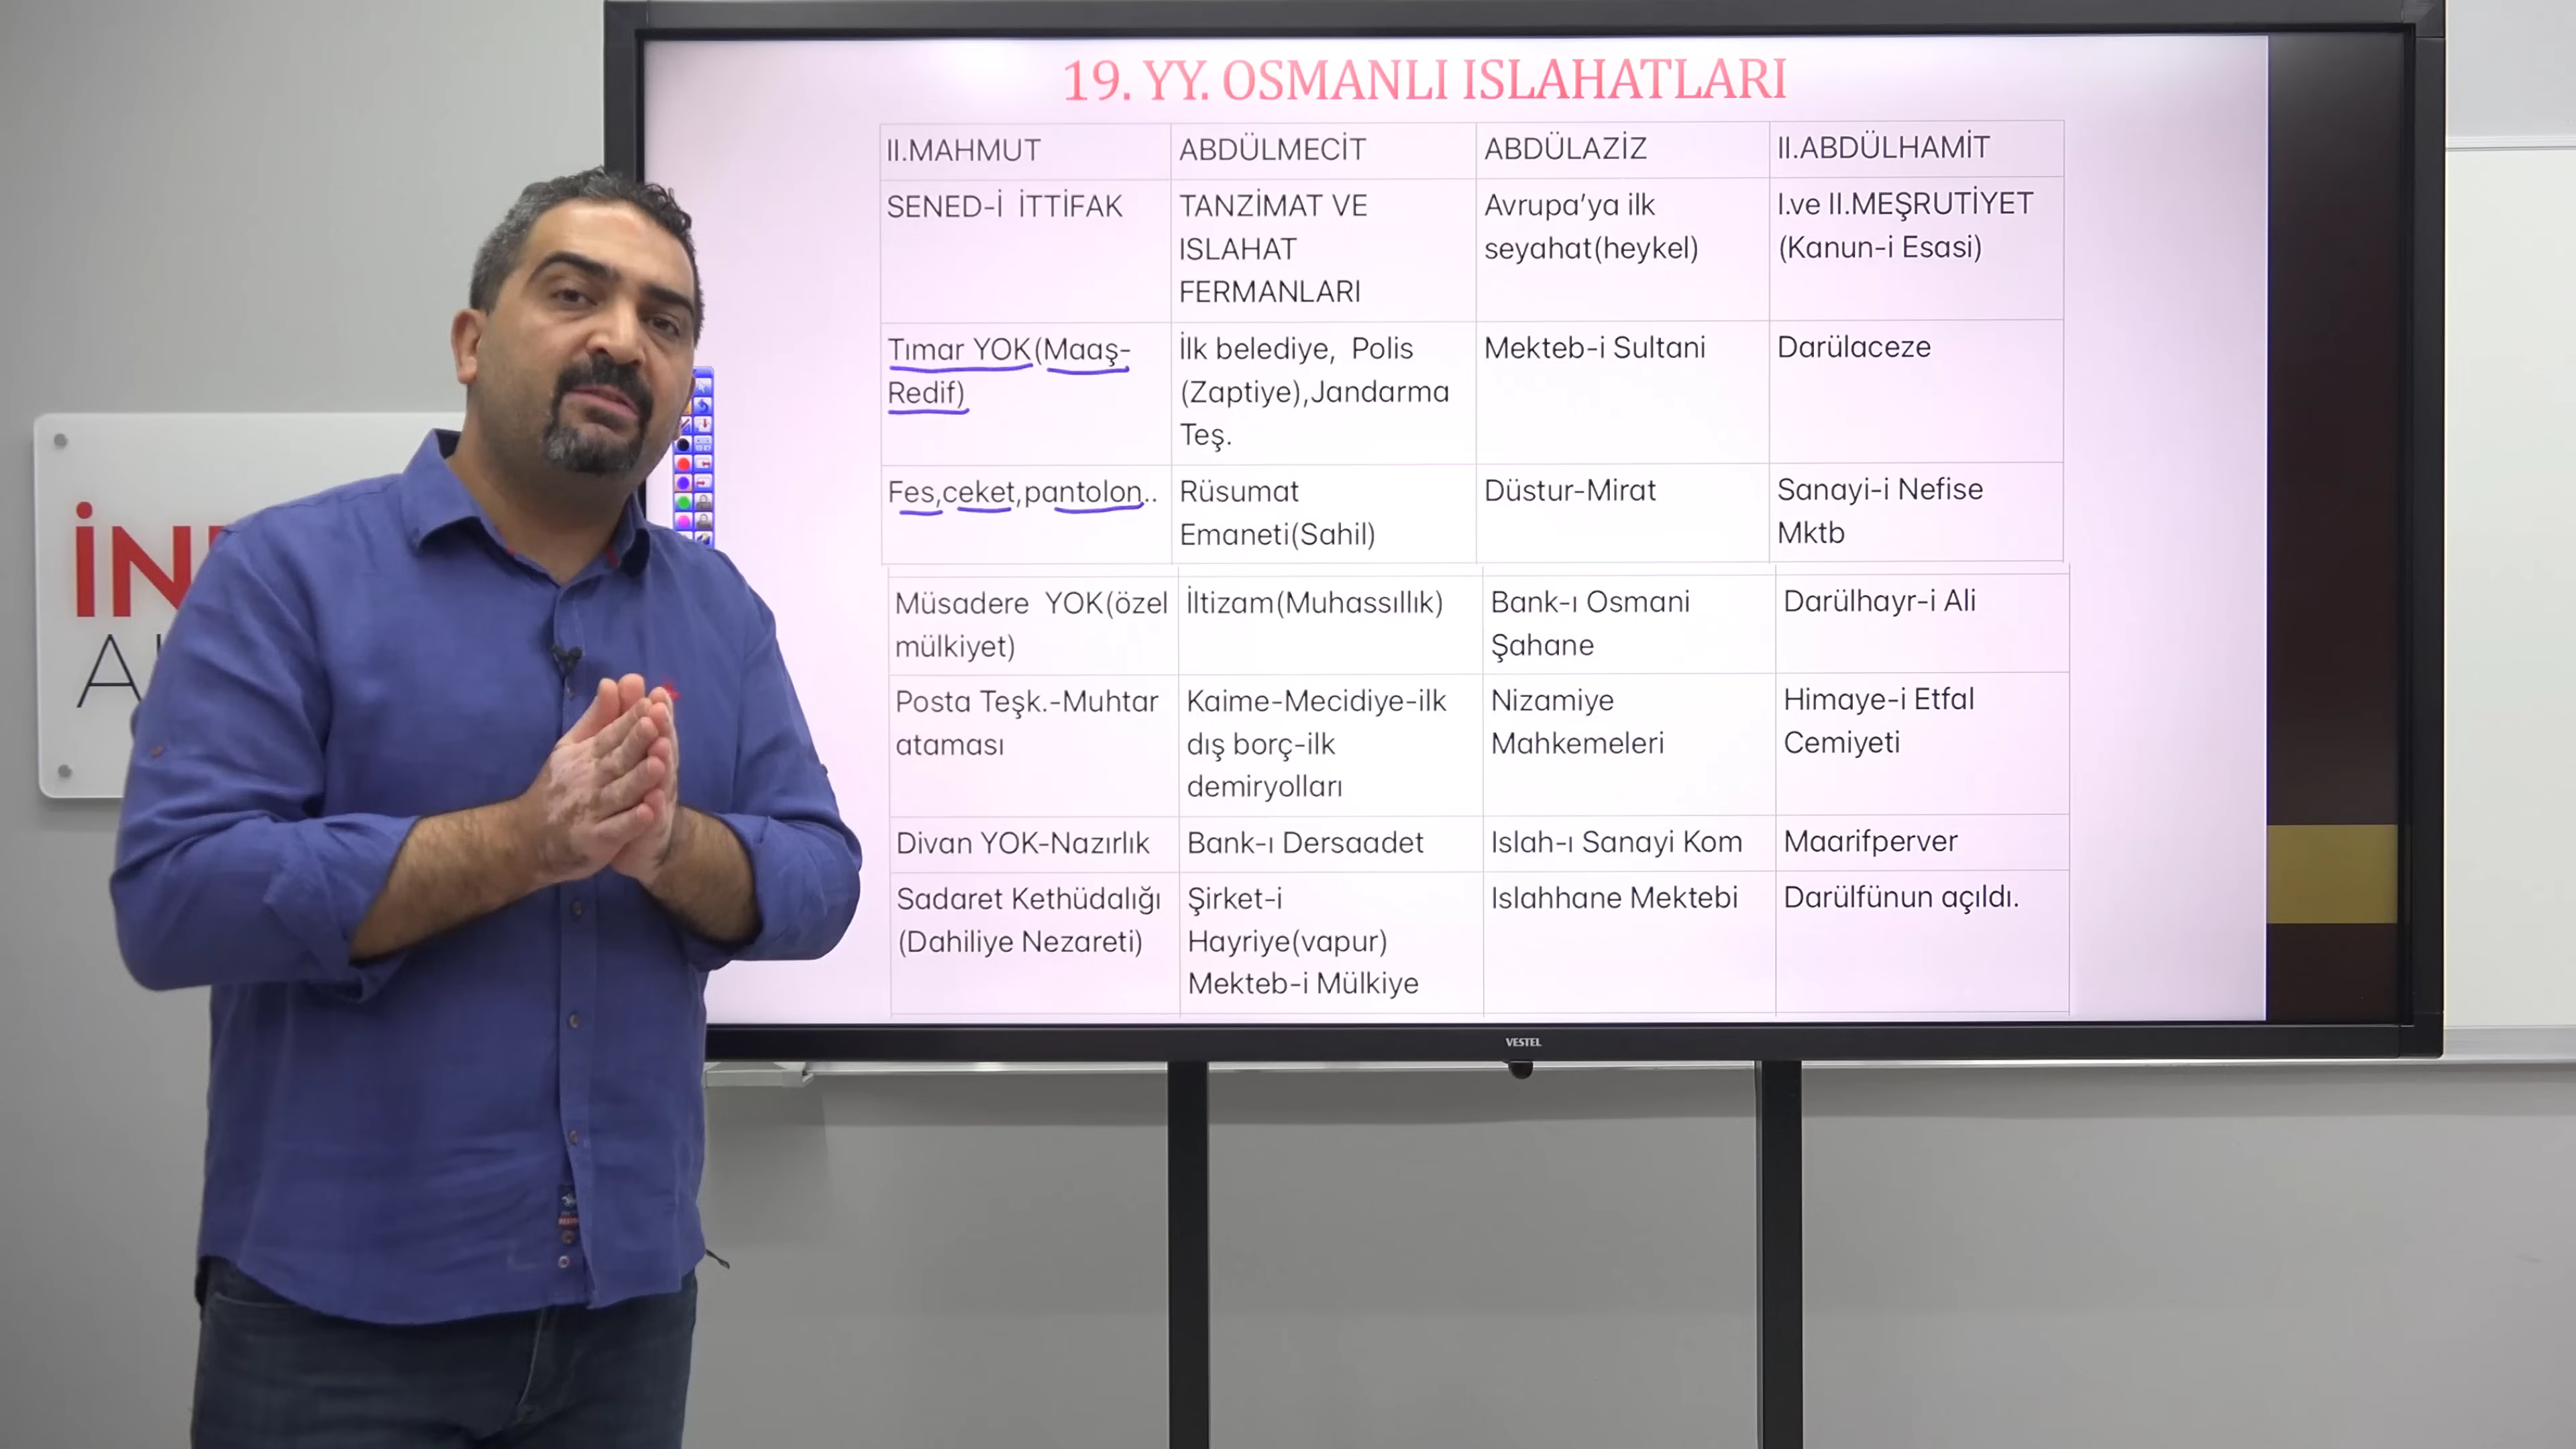 19. YY. OSMANLI ISLAHATLARI
II.MAHMUT
ABDÜLMECİT
ABDÜLAZİZ
II.ABDÜLHAMİT
SENED-İ İTTİFAK
TANZİMAT VE
ISLAHAT
FERMANLARI
Avrupa'ya ilk
seyahat(heykel)
I.ve II.MEŞRUTİYET
(Kanun-i Esasi)
Tımar YOK(Maaş-
Redif)
İlk belediye, Polis
(Zaptiye),Jandarma
Teş.
Mekteb-i Sultani
Darülaceze
Fes,ceket,pantolon..
Rüsumat
Emaneti(Sahil)
Düstur-Mirat
Sanayi-i Nefise
Mktb
Müsadere YOK(özel
mülkiyet)
İltizam(Muhassıllık)
Bank-ı Osmani
Şahane
Darülhayr-i Ali
Posta Teşk.-Muhtar
ataması
Kaime-Mecidiye-ilk
dış borç-ilk
demiryolları
Nizamiye
Mahkemeleri
Himaye-i Etfal
Cemiyeti
Divan YOK-Nazırlık
Bank-ı Dersaadet
Islah-ı Sanayi Kom
Maarifperver
Sadaret Kethüdalığı
(Dahiliye Nezareti)
Şirket-i
Hayriye(vapur)
Mekteb-i Mülkiye
Islahhane Mektebi
Darülfünun açıldı.
VESTEL